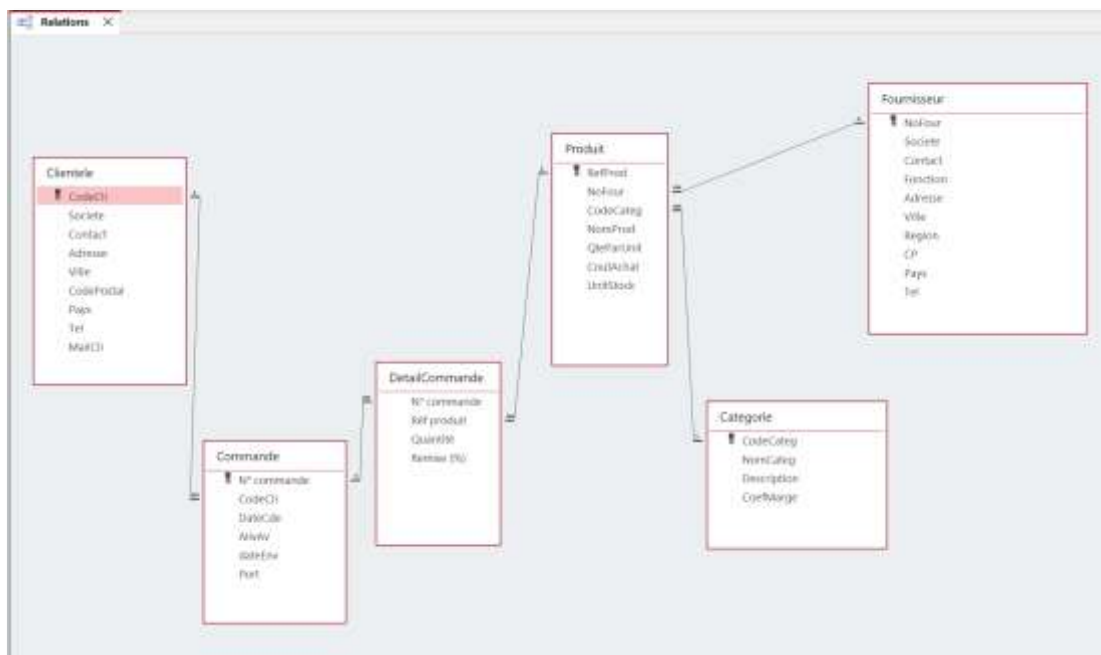 Relations
Clientele
CodeCli
Societe
Contact
Adresse
Ville
CodePostal
Pays
Tel
MailCli
Commande
N° commande
CodeCli
DateCde
dateEnv
Port
DetailCommande
N° commande
Réf produit
Quantité
Remise (%)
Produit
RefProd
NoFour
CodeCateg
NomProd
QteParUnit
CoutAchat
UnitStock
Fournisseur
NoFour
Societe
Contact
Fonction
Adresse
Ville
Region
CP
Pays
Tel
Categorie
CodeCateg
NomCateg
Description
CoefMarge